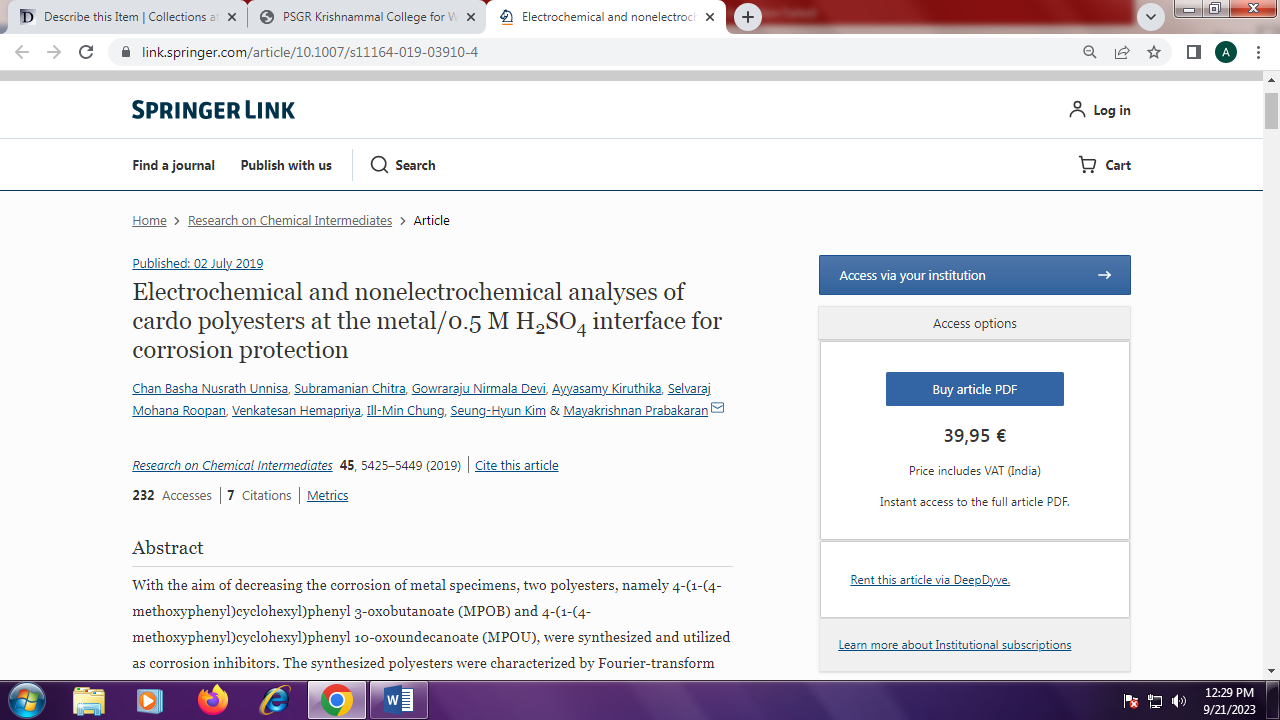 Describe this Item | Collections at
PSGR Krishnammal College for W
Electrochemical and nonelectroch
link.springer.com/article/10.1007/s11164-019-03910-4
A
SPRINGER LINK
Log in
Find a journal
Publish with us
Search
Cart
Home > Research on Chemical Intermediates > Article
Published: 02 July 2019
Electrochemical and nonelectrochemical analyses of
cardo polyesters at the metal/0.5 M H₂SO₄ interface for
corrosion protection
Chan Basha Nusrath Unnisa, Subramanian Chitra, Gowraraju Nirmala Devi, Ayyasamy Kiruthika, Selvaraj
Mohana Roopan, Venkatesan Hemapriya, Ill-Min Chung, Seung-Hyun Kim & Mayakrishnan Prabakaran
Research on Chemical Intermediates 45, 5425–5449 (2019) | Cite this article
232 Accesses | 7 Citations | Metrics
Abstract
With the aim of decreasing the corrosion of metal specimens, two polyesters, namely 4-(1-(4-
methoxyphenyl)cyclohexyl)phenyl 3-oxobutanoate (MPOB) and 4-(1-(4-
methoxyphenyl)cyclohexyl)phenyl 10-oxoundecanoate (MPOU), were synthesized and utilized
as corrosion inhibitors. The synthesized polyesters were characterized by Fourier-transform
Access via your institution
Access options
Buy article PDF
39,95 €
Price includes VAT (India)
Instant access to the full article PDF.
Rent this article via DeepDyve.
Learn more about Institutional subscriptions
12:29 PM
9/21/2023